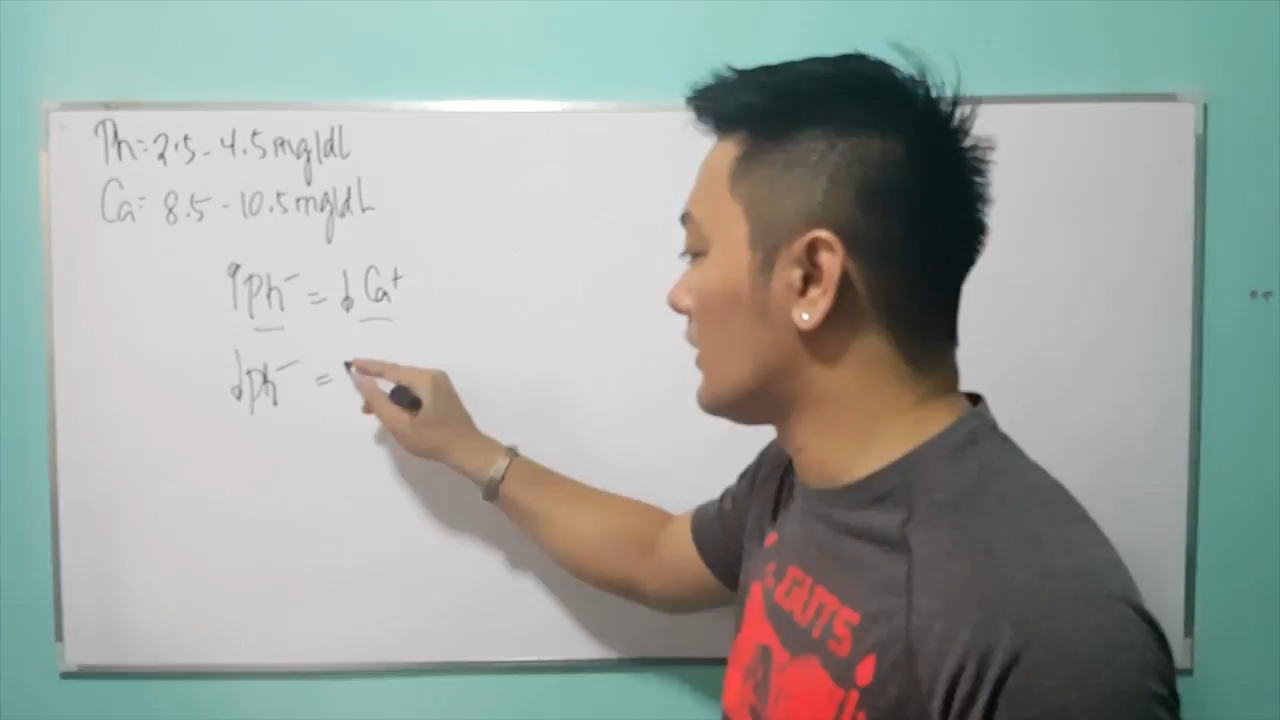 Ph = 2.5 - 4.5 mg/dL
Ca = 8.5 - 10.5 mg/dL
↑ Ph⁻ = ↓ Ca⁺
↓ ph⁻ =
GUTS